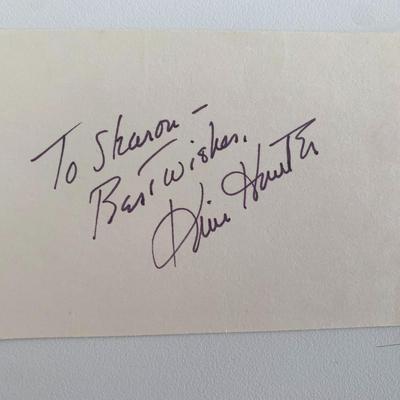 To Sharon -
Best Wishes,
Kim Hunter